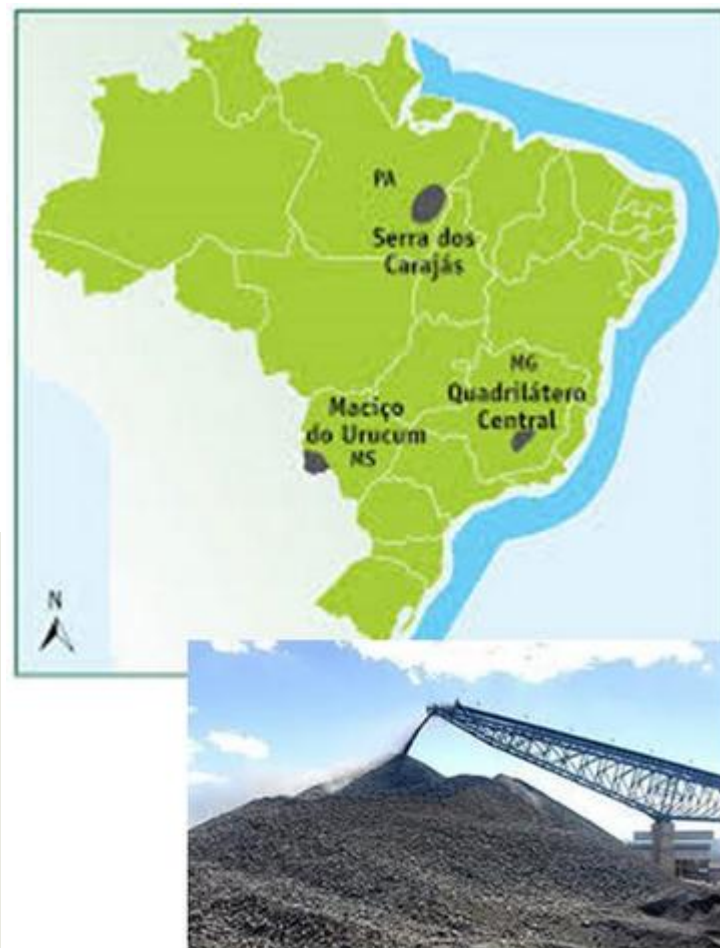 PA
Serra dos
Carajás
MG
Quadrilátero
Central
Maciço
do Urucum
MS
N